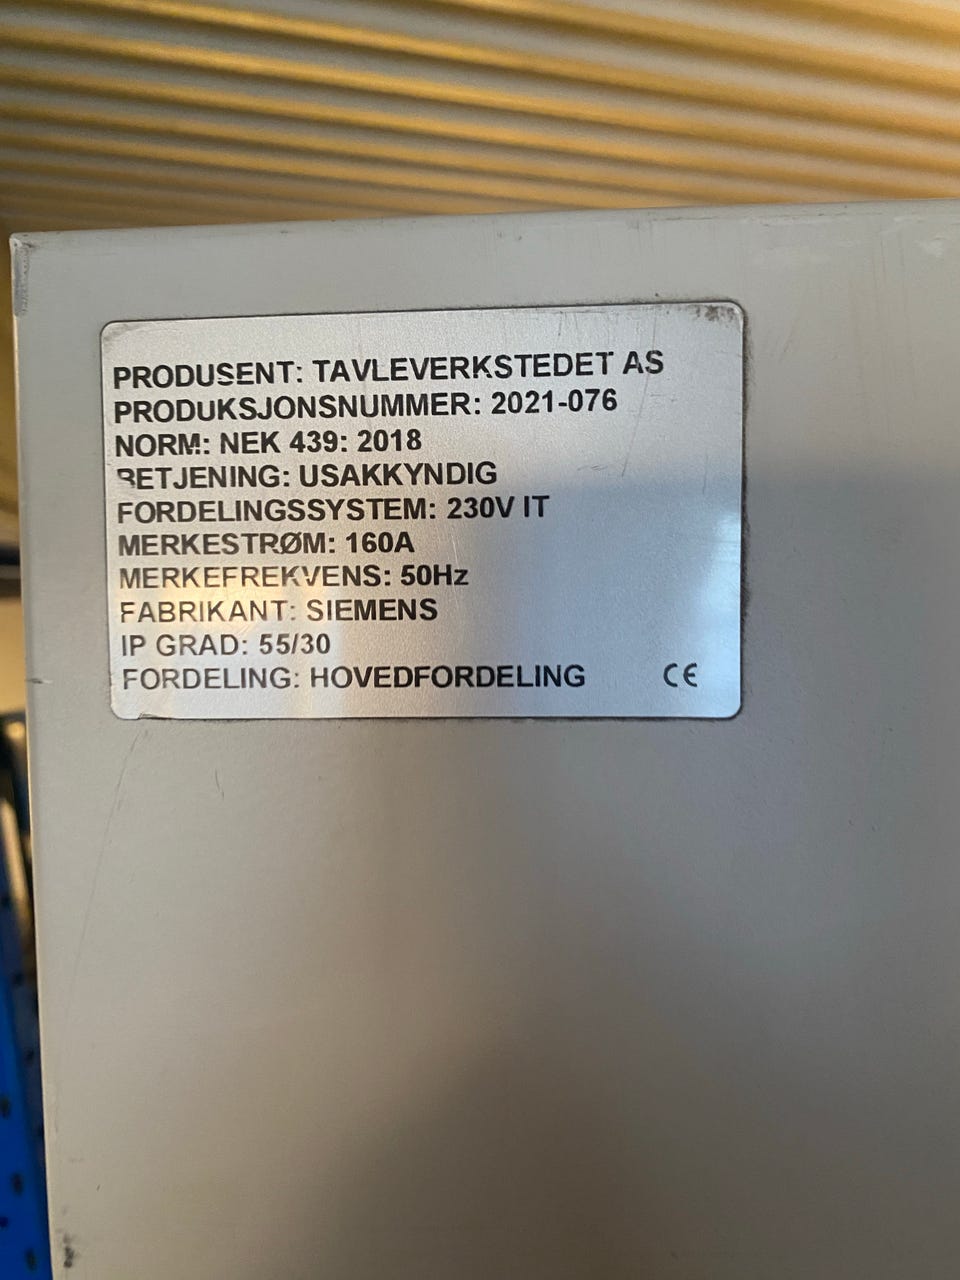 PRODUSENT: TAVLEVERKSTEDET AS
PRODUKSJONSNUMMER: 2021-076
NORM: NEK 439: 2018
BETJENING: USAKKYNDIG
FORDELINGSSYSTEM: 230V IT
MERKESTRØM: 160A
MERKEFREKVENS: 50Hz
FABRIKANT: SIEMENS
IP GRAD: 55/30
FORDELING: HOVEDFORDELING CE